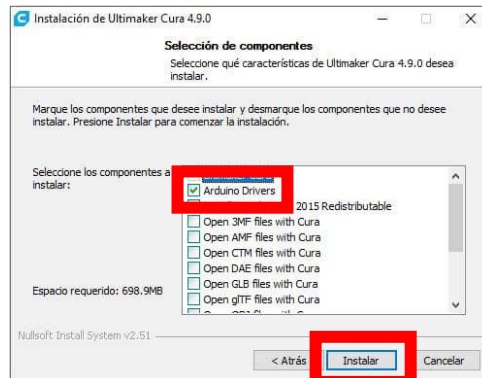 Instalación de Ultimaker Cura 4.9.0
Selección de componentes
Seleccione qué características de Ultimaker Cura 4.9.0 desea
instalar.
Marque los componentes que desee instalar y desmarque los componentes que no desee
instalar. Presione Instalar para comenzar la instalación.
Seleccione los componentes a
instalar:
Arduino Drivers
2015 Redistributable
Open 3MF files with Cura
Open AMF files with Cura
Open CTM files with Cura
Open DAE files with Cura
Open GLB files with Cura
Open glTF files with Cura
Espacio requerido: 698.9MB
Nullsoft Install System v2.51
< Atrás
Instalar
Cancelar